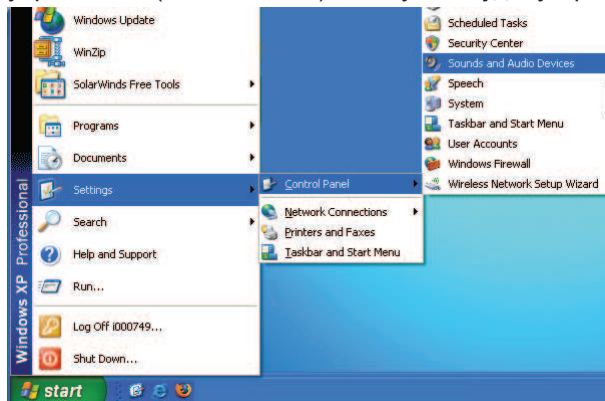 Windows Update
WinZip
SolarWinds Free Tools
Programs
Documents
Settings
Search
Help and Support
Run...
Log Off i000749...
Shut Down...
Windows XP Professional
start
Control Panel
Network Connections
Printers and Faxes
Taskbar and Start Menu
Scheduled Tasks
Security Center
Sounds and Audio Devices
Speech
System
Taskbar and Start Menu
User Accounts
Windows Firewall
Wireless Network Setup Wizard